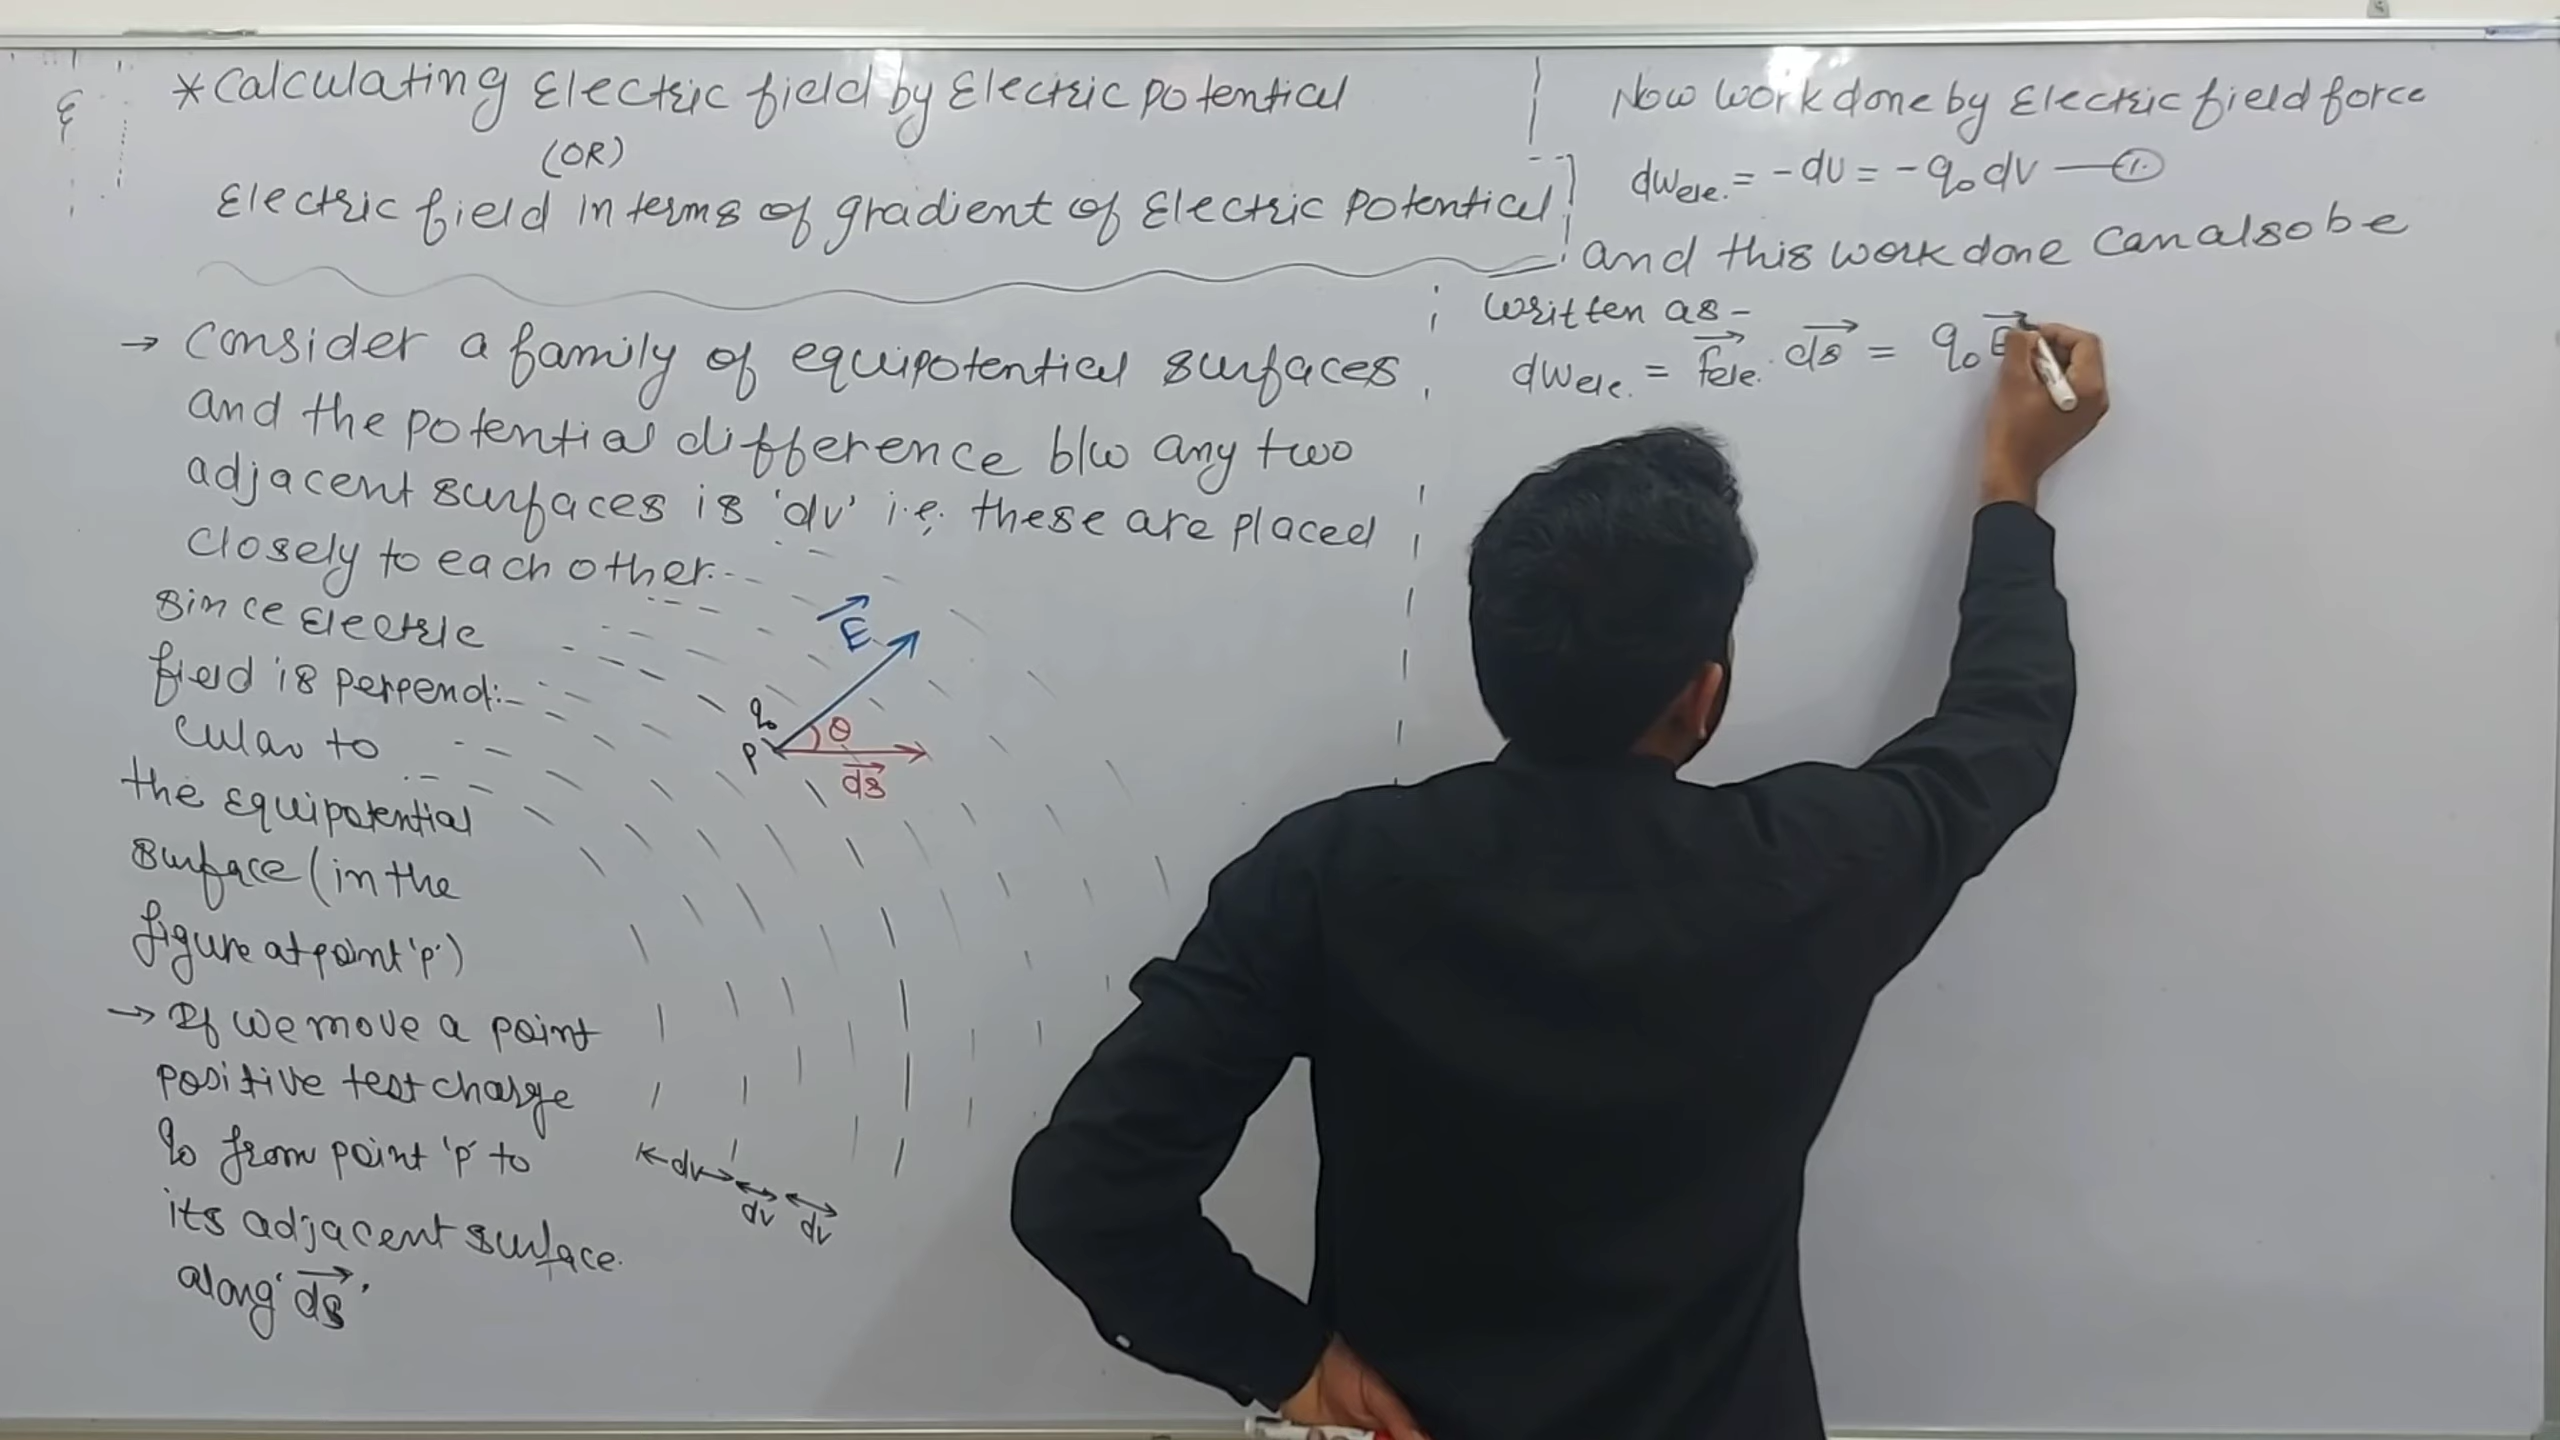 *Calculating Electric field by Electric potential
(OR)
Electric field in terms of gradient of Electric Potential
→ Consider a family of equipotential surfaces
and the potential difference b/w any two
adjacent surfaces is 'dv' i.e. these are placed
closely to each other.
Since Electric
field is perpendi-
cular to
the Equipotential
surface (in the
figure at point 'p')
→ If we move a point
positive test charge
q₀ from point 'p' to
its adjacent surface.
along ds→
E→
q₀
θ
P
ds→
dv
dv
dv
Now work done by Electric field force
dWele. = -dU = -q₀ dV —①
and this work done can also be
written as -
dWele. = F→ele. ds→ = q₀ E→